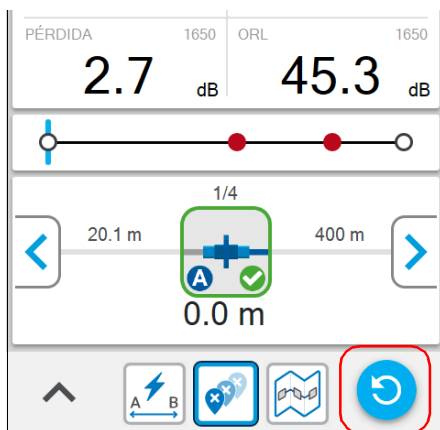 PÉRDIDA 1650 ORL 1650
2.7 dB 45.3 dB
1/4
20.1 m 400 m
A
0.0 m
A B